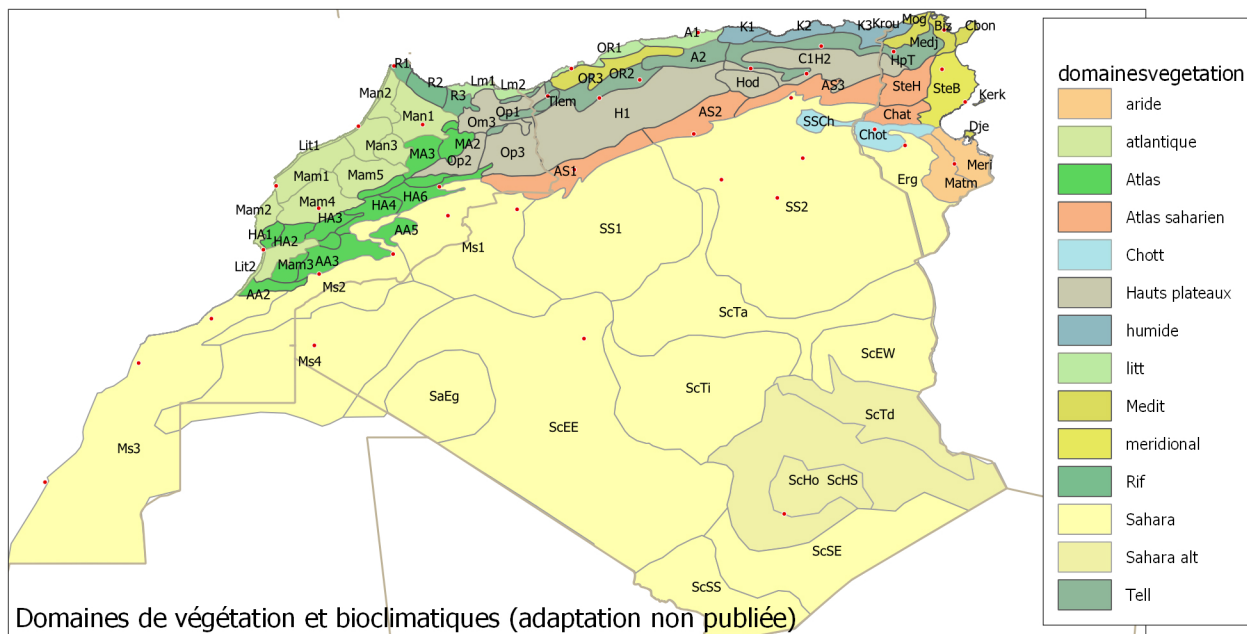 Mog
Biz
Cbon
K1
K2
K3
Krou
A1
Medj
OR1
A2
C1H2
HpT
R1
R2
Lm1
Lm2
OR3
OR2
Hod
AS3
SteH
SteB
Kerk
Man2
R3
Tlem
Op1
Om3
H1
AS2
SSCh
Chat
Chot
Dje
Man1
Lit1
Man3
MA3
MA2
Op2
Op3
AS1
Meri
Mam1
Mam5
Erg
Matm
Mam2
Mam4
HA3
HA4
HA6
SS2
HA1
HA2
AA5
SS1
Lit2
Mam3
AA3
Ms1
AA2
Ms2
ScTa
Ms4
ScEW
SaEg
ScTi
ScTd
ScEE
Ms3
ScHo
ScHS
ScSE
ScSS
Domaines de végétation et bioclimatiques (adaptation non publiée)
domainesvegetation
aride
atlantique
Atlas
Atlas saharien
Chott
Hauts plateaux
humide
litt
Medit
meridional
Rif
Sahara
Sahara alt
Tell